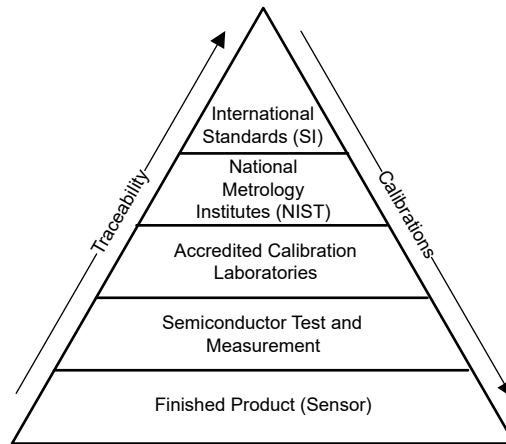 International
Standards (SI)
National
Metrology
Institutes (NIST)
Traceability
Calibrations
Accredited Calibration
Laboratories
Semiconductor Test and
Measurement
Finished Product (Sensor)